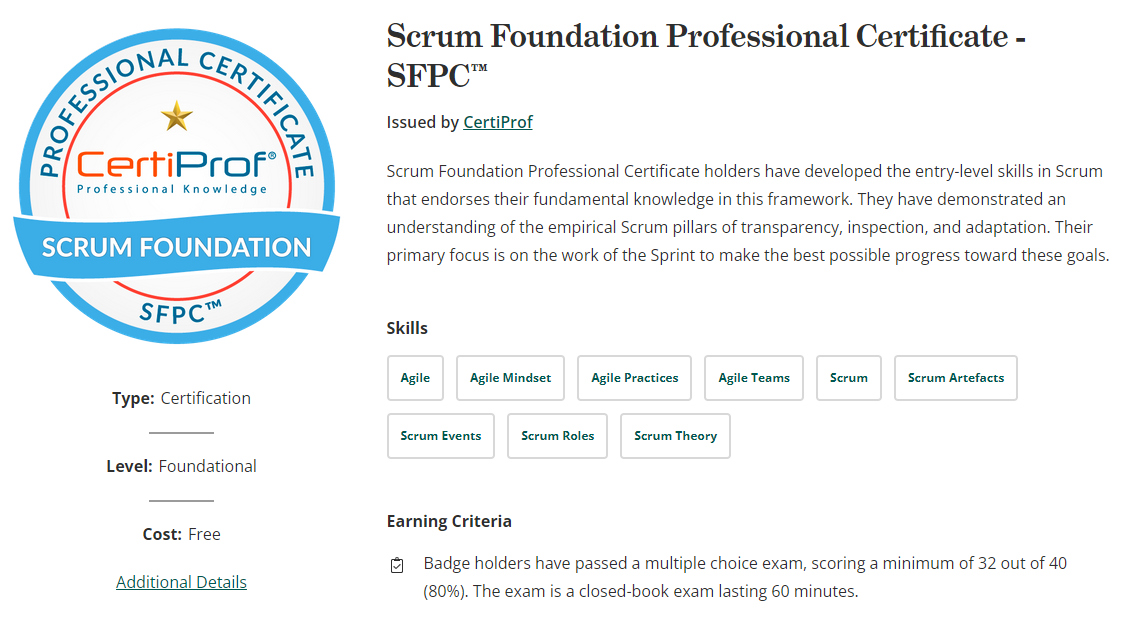 PROFESSIONAL CERTIFICATE
CertiProf®
Professional Knowledge
SCRUM FOUNDATION
SFPC™
Type: Certification
Level: Foundational
Cost: Free
Additional Details
Scrum Foundation Professional Certificate -
SFPC™
Issued by CertiProf
Scrum Foundation Professional Certificate holders have developed the entry-level skills in Scrum
that endorses their fundamental knowledge in this framework. They have demonstrated an
understanding of the empirical Scrum pillars of transparency, inspection, and adaptation. Their
primary focus is on the work of the Sprint to make the best possible progress toward these goals.
Skills
Agile Agile Mindset Agile Practices Agile Teams Scrum Scrum Artefacts
Scrum Events Scrum Roles Scrum Theory
Earning Criteria
Badge holders have passed a multiple choice exam, scoring a minimum of 32 out of 40
(80%). The exam is a closed-book exam lasting 60 minutes.